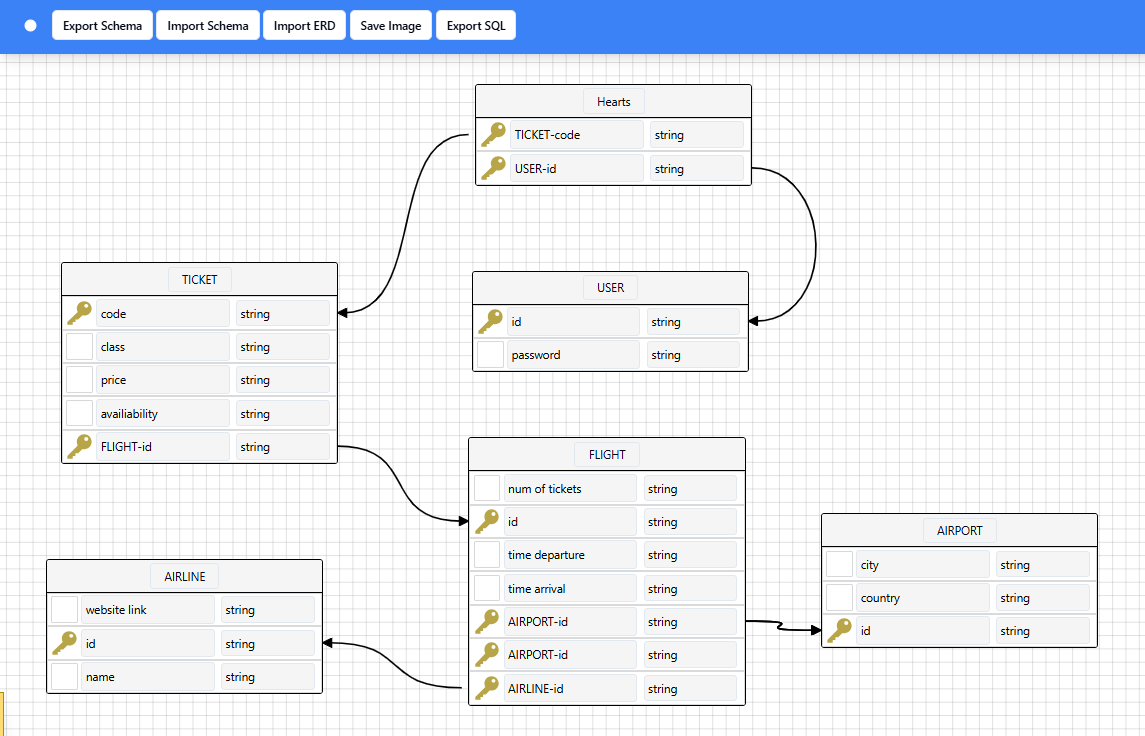 Export Schema Import Schema Import ERD Save Image Export SQL
Hearts
TICKET-code string
USER-id string
TICKET
code string
class string
price string
availiability string
FLIGHT-id string
USER
id string
password string
FLIGHT
num of tickets string
id string
time departure string
time arrival string
AIRPORT-id string
AIRPORT-id string
AIRLINE-id string
AIRPORT
city string
country string
id string
AIRLINE
website link string
id string
name string